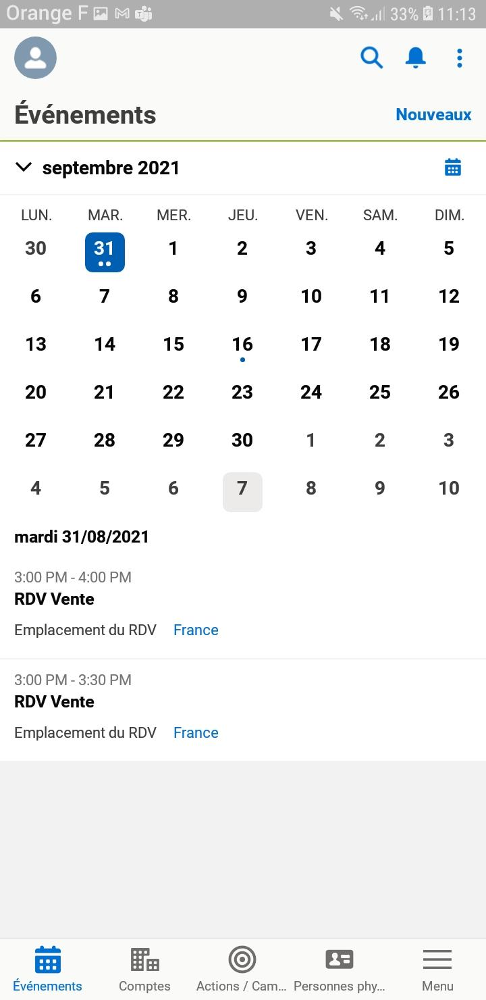 Orange F 33% 11:13
Événements Nouveaux
septembre 2021
LUN. MAR. MER. JEU. VEN. SAM. DIM.
30 31 1 2 3 4 5
6 7 8 9 10 11 12
13 14 15 16 17 18 19
20 21 22 23 24 25 26
27 28 29 30 1 2 3
4 5 6 7 8 9 10
mardi 31/08/2021
3:00 PM - 4:00 PM
RDV Vente
Emplacement du RDV France
3:00 PM - 3:30 PM
RDV Vente
Emplacement du RDV France
Événements Comptes Actions / Cam... Personnes phy... Menu